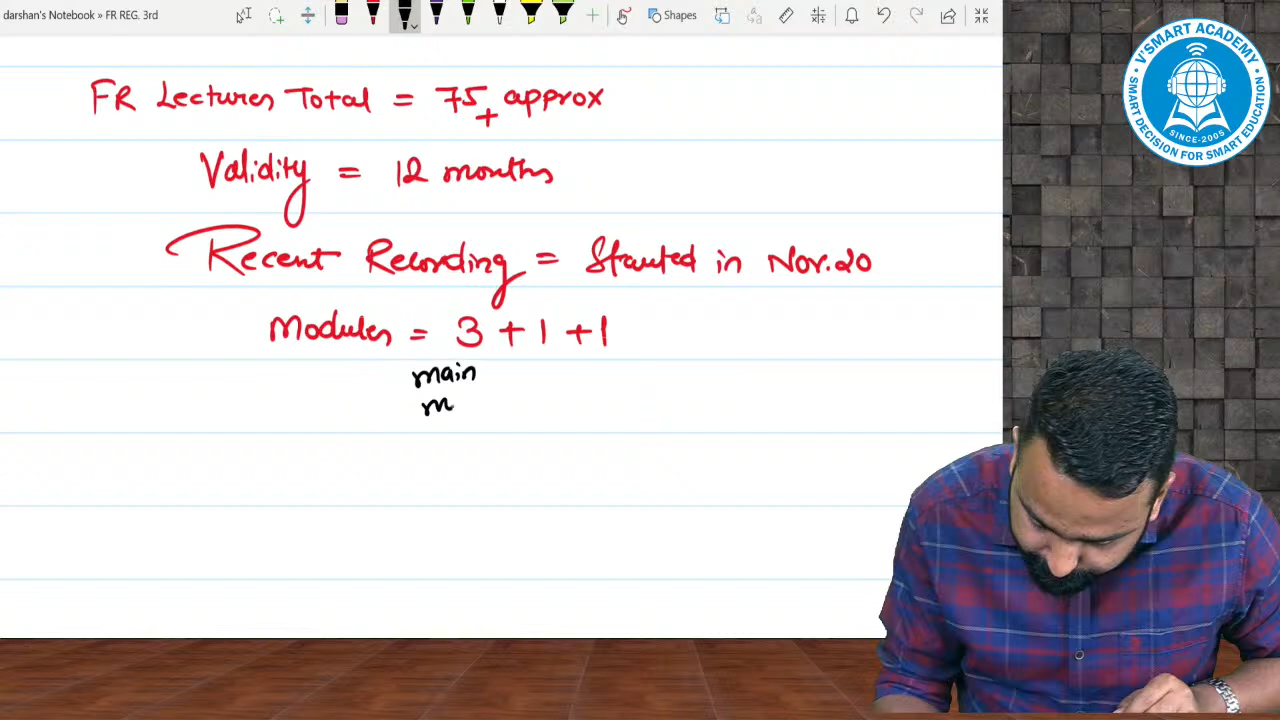 darshan's Notebook » FR REG. 3rd
Shapes
FR Lectures Total = 75+ approx
Validity = 12 months
Recent Recording = Started in Nov.20
Modules = 3 + 1 + 1
main
m
V'SMART ACADEMY
SINCE-2005
SMART DECISION FOR SMART EDUCATION